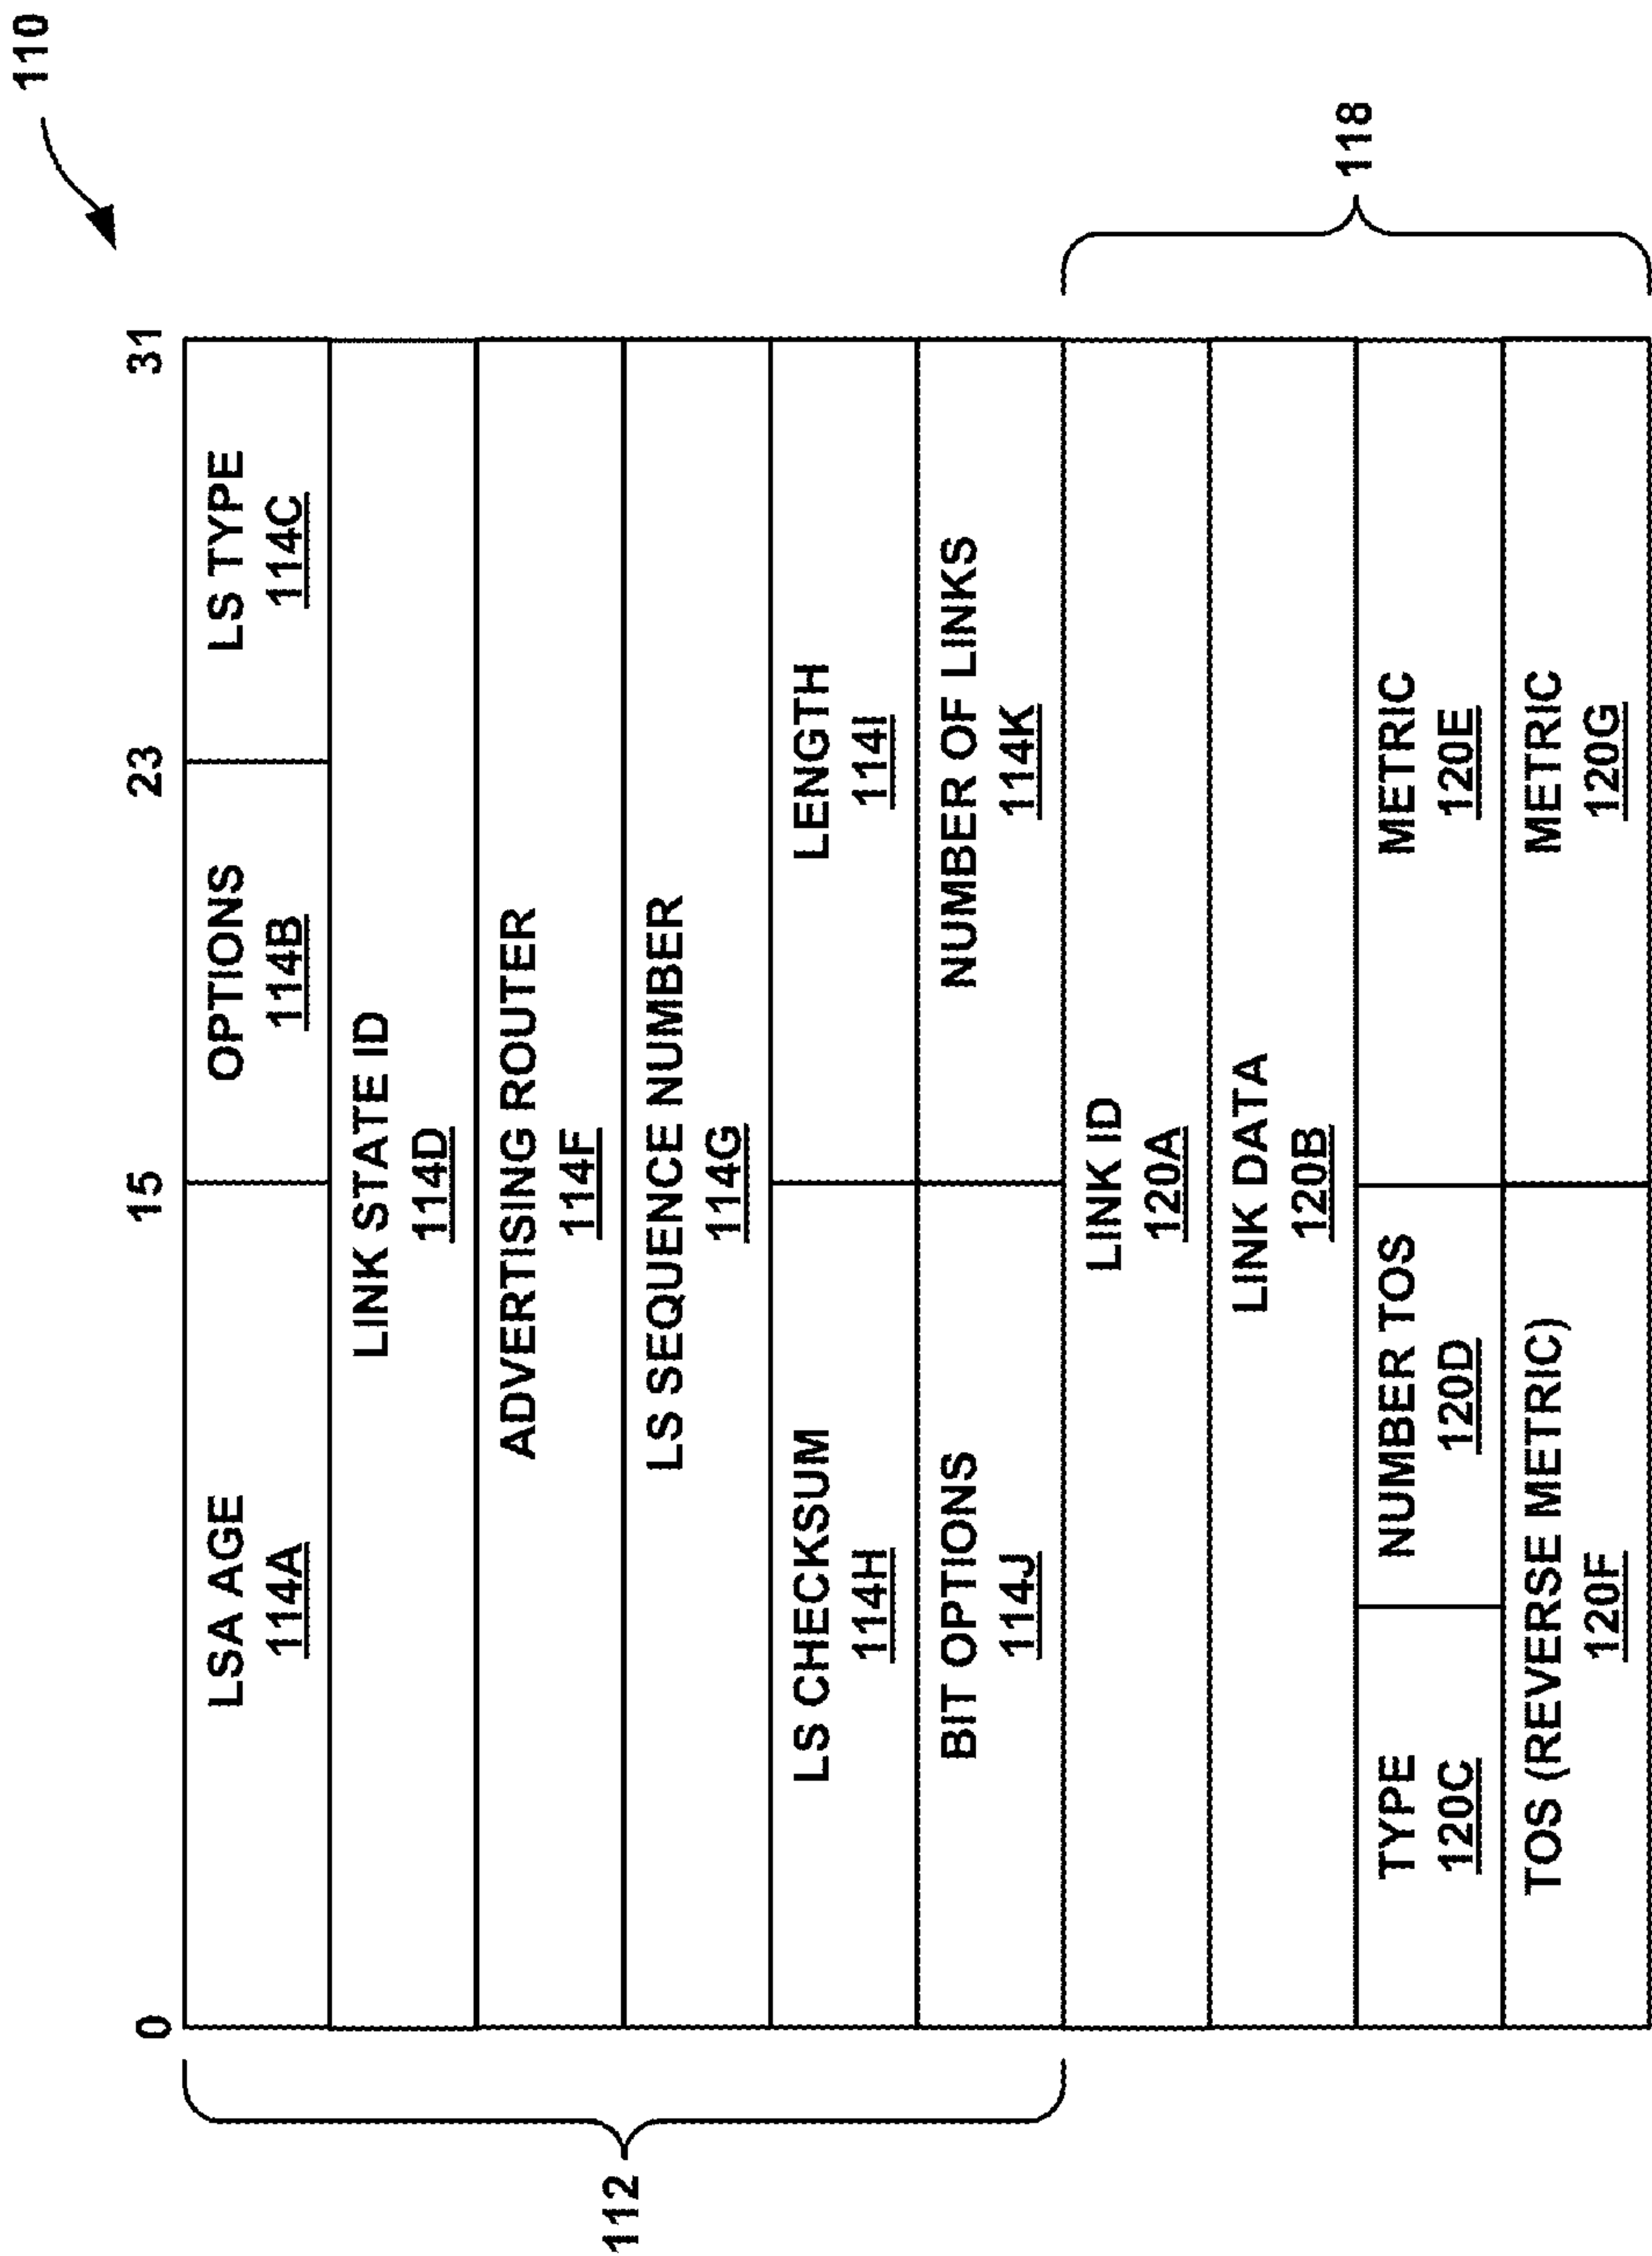 110
0
15
23
31
LSA AGE
114A
OPTIONS
114B
LS TYPE
114C
LINK STATE ID
114D
ADVERTISING ROUTER
114F
LS SEQUENCE NUMBER
114G
112
LS CHECKSUM
114H
LENGTH
114I
BIT OPTIONS
114J
NUMBER OF LINKS
114K
LINK ID
120A
LINK DATA
120B
118
TYPE
120C
NUMBER TOS
120D
METRIC
120E
TOS (REVERSE METRIC)
120F
METRIC
120G